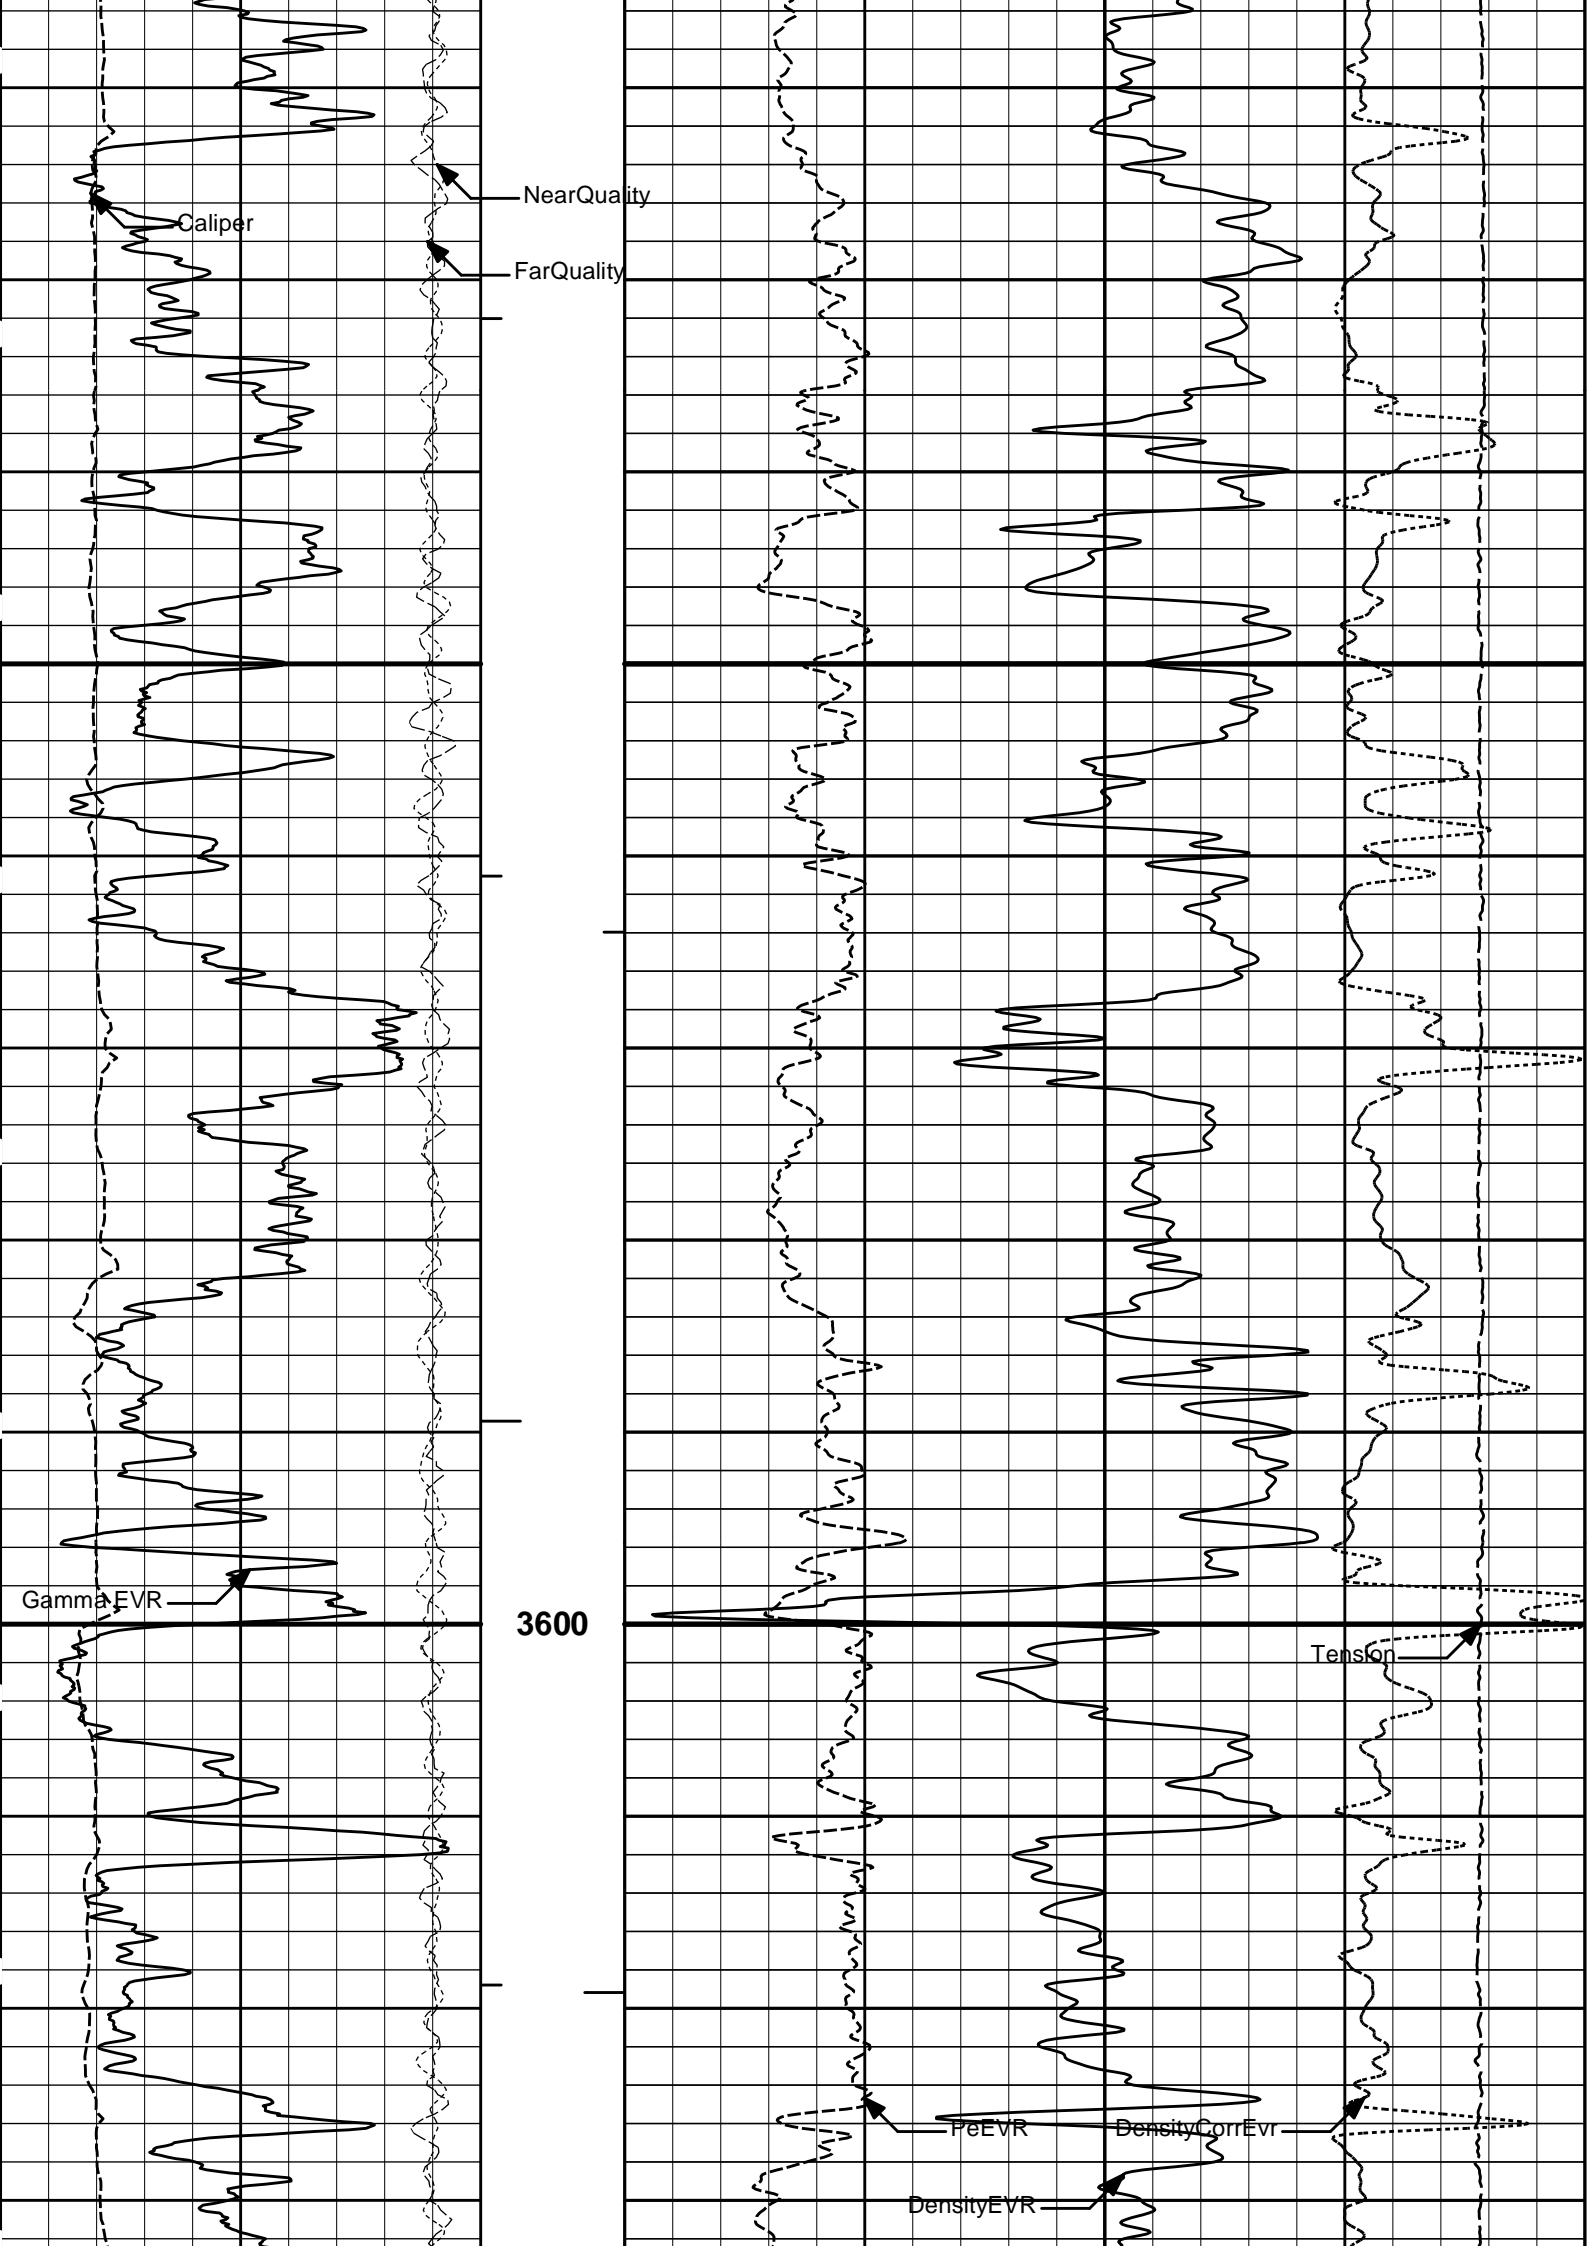 NearQuality
Caliper
FarQuality
Gamma EVR
3600
Tension
PeEVR
DensityCorrEvr
DensityEVR